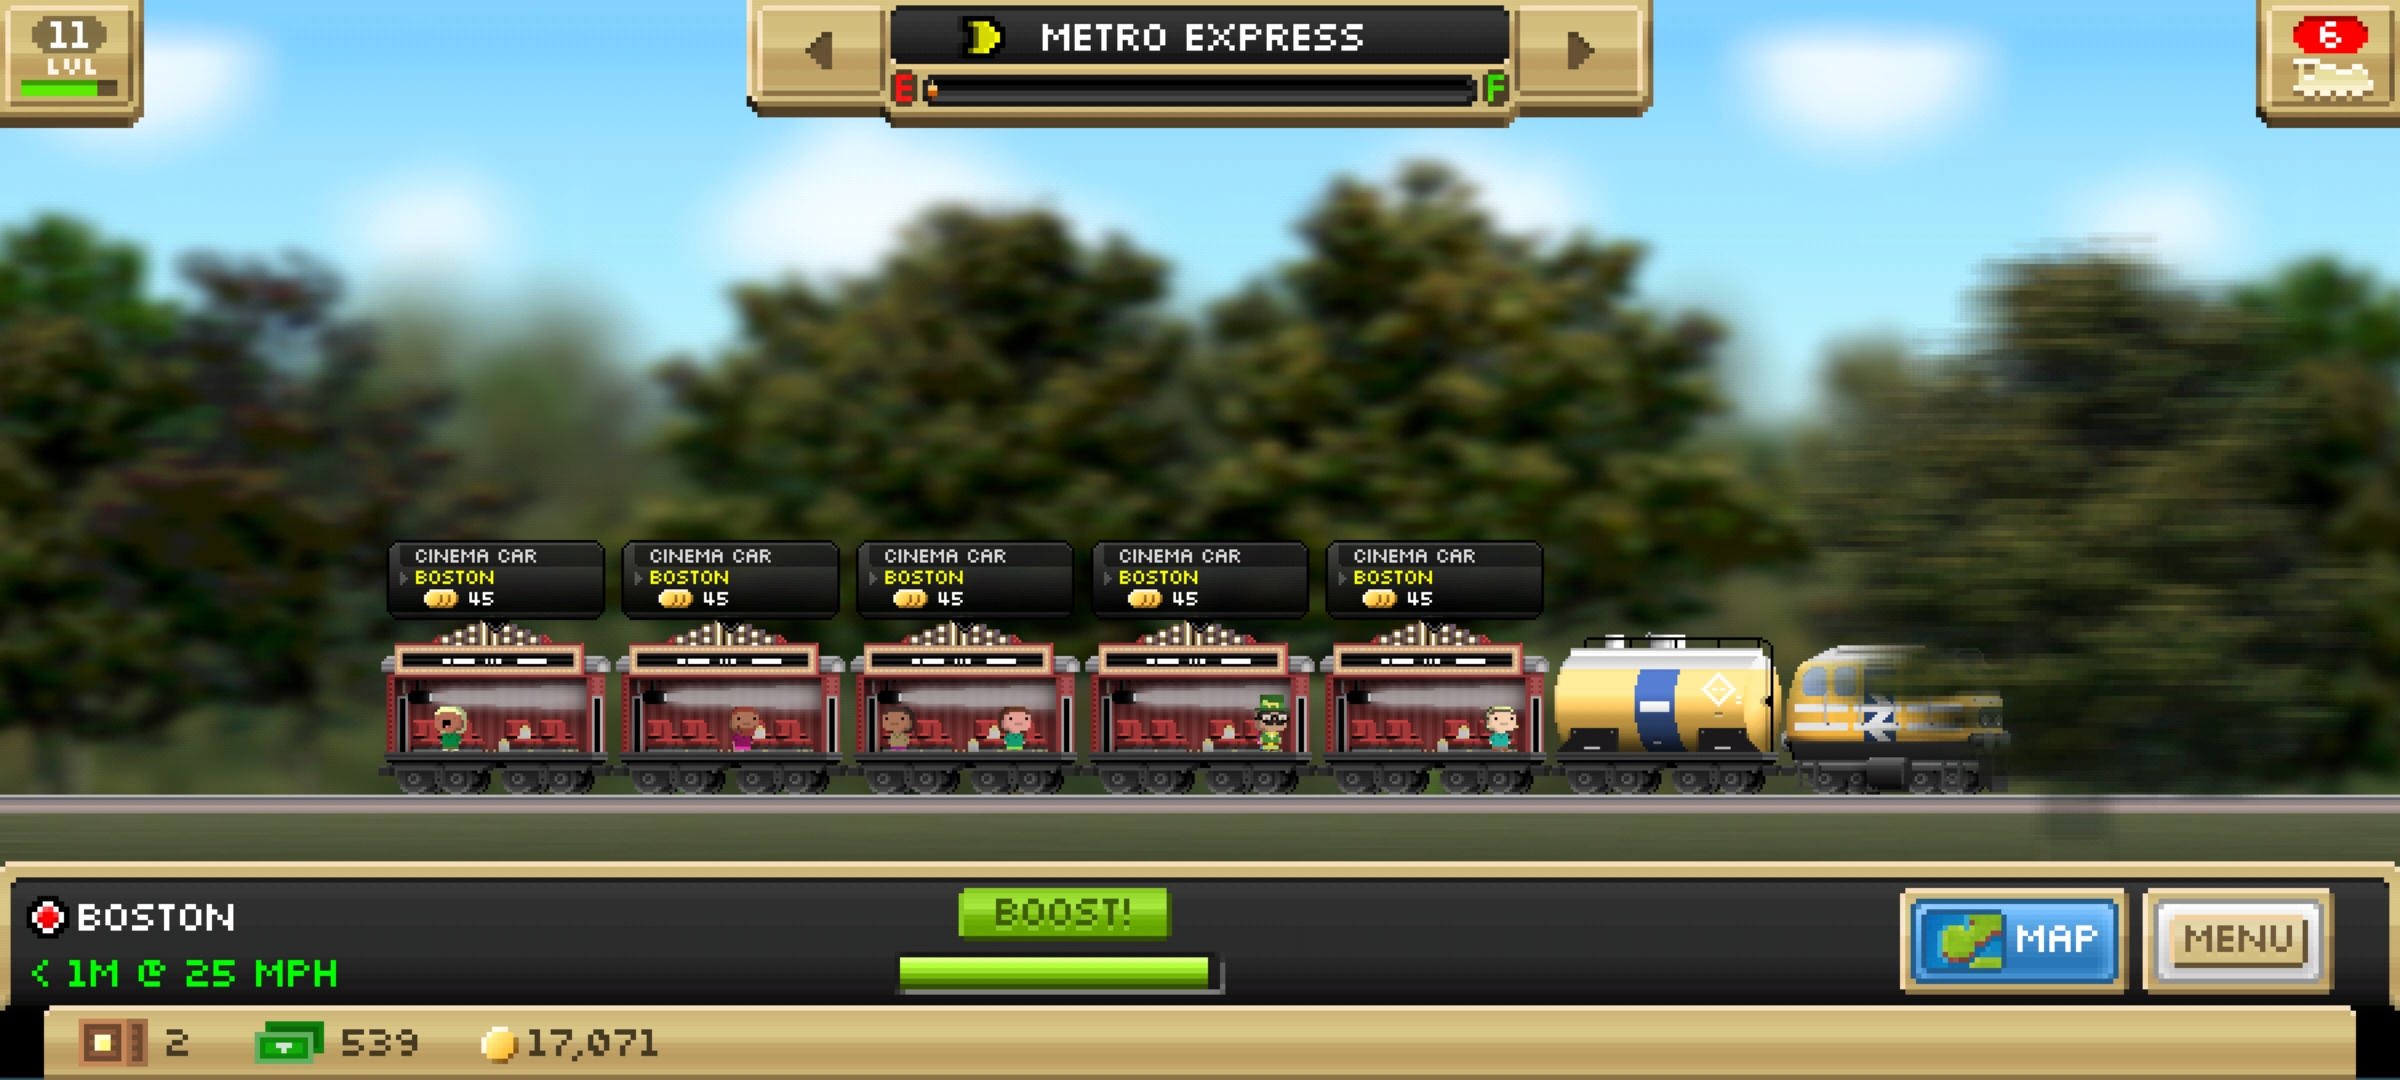 11
LVL
METRO EXPRESS
E F
6
CINEMA CAR
BOSTON
45
CINEMA CAR
BOSTON
45
CINEMA CAR
BOSTON
45
CINEMA CAR
BOSTON
45
CINEMA CAR
BOSTON
45
BOSTON
< 1M @ 25 MPH
BOOST!
MAP
MENU
2
539
17,071